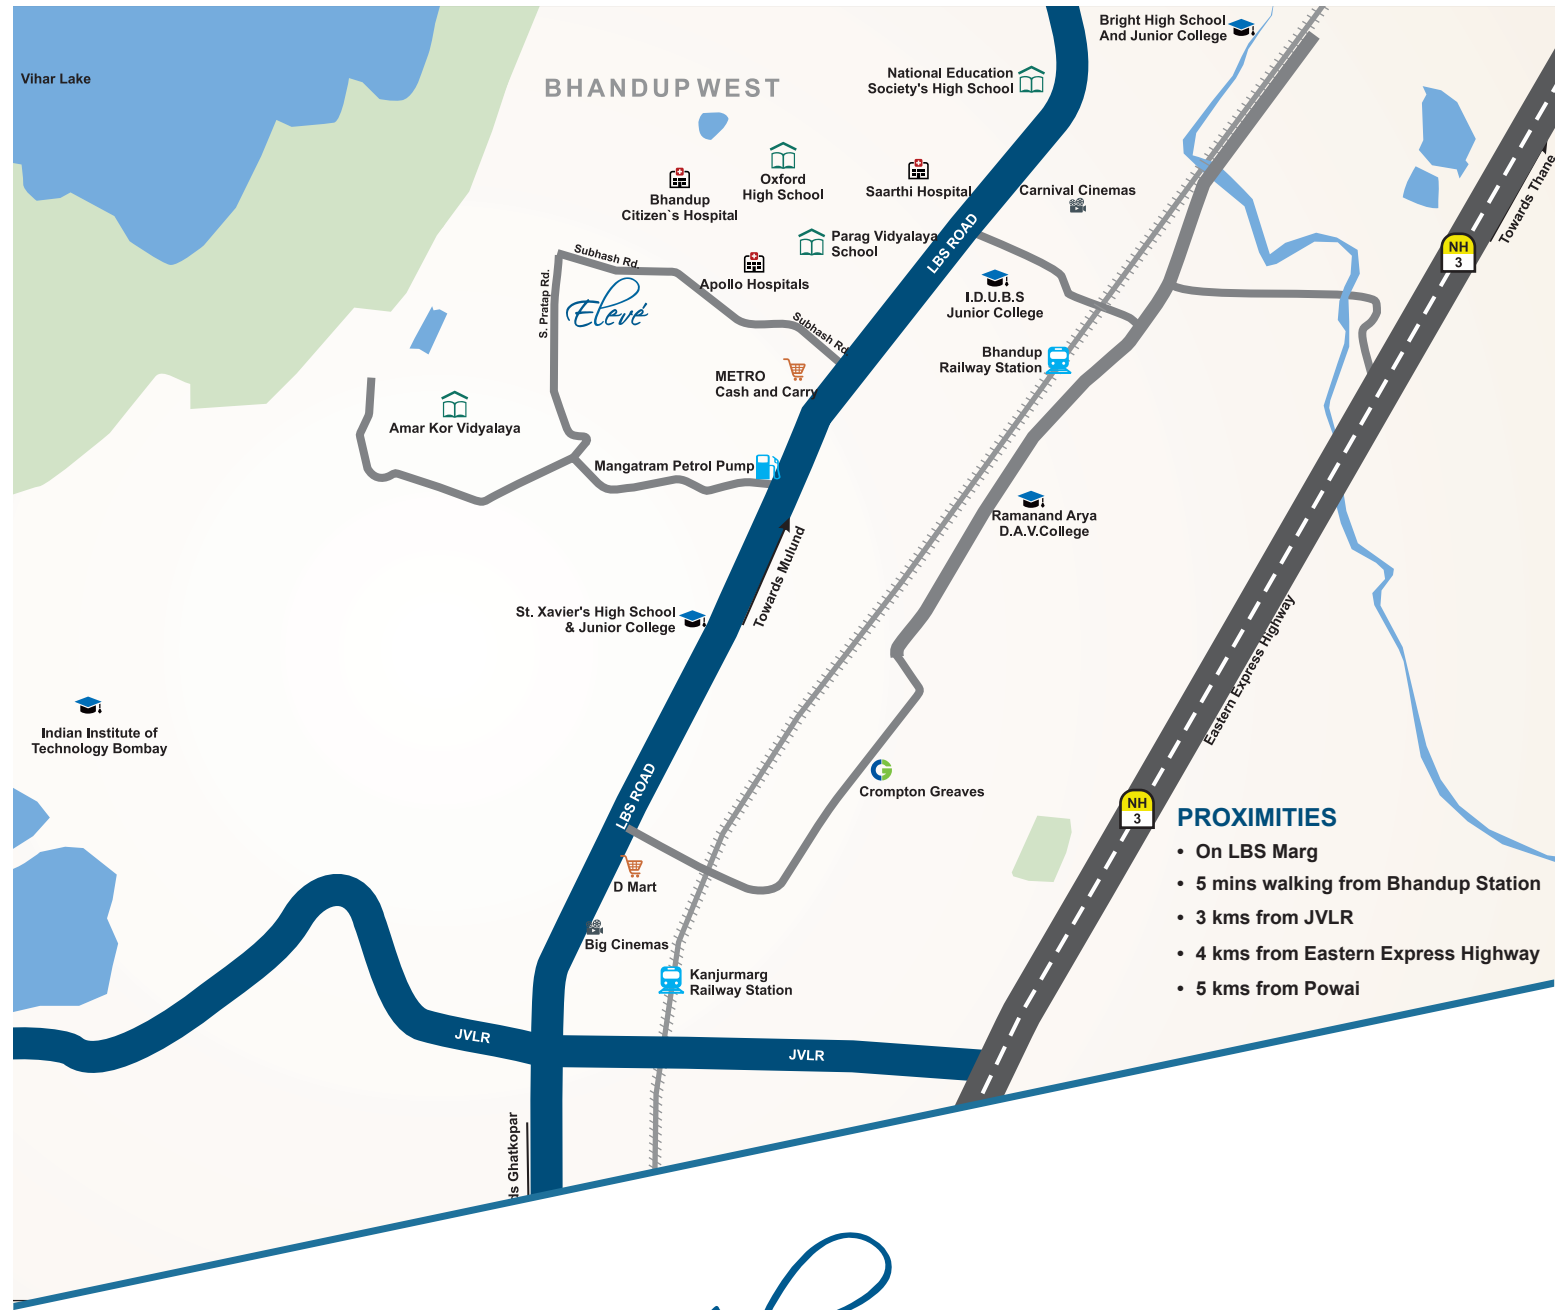 Bright High School
And Junior College
Vihar Lake
National Education
Society's High School
BHANDUP WEST
Towards Thane
Oxford
High School
Saarthi Hospital
Carnival Cinemas
Bhandup
Citizen`s Hospital
LBS ROAD
Parag Vidyalaya
School
NH
3
Subhash Rd.
Apollo Hospitals
S. Pratap Rd.
Elevé
I.D.U.B.S
Junior College
Subhash Rd.
Bhandup
Railway Station
METRO
Cash and Carry
Amar Kor Vidyalaya
Mangatram Petrol Pump
Ramanand Arya
D.A.V.College
Towards Mulund
St. Xavier's High School
& Junior College
Eastern Express Highway
Indian Institute of
Technology Bombay
LBS ROAD
Crompton Greaves
NH
3
PROXIMITIES
• On LBS Marg
• 5 mins walking from Bhandup Station
• 3 kms from JVLR
• 4 kms from Eastern Express Highway
• 5 kms from Powai
D Mart
Big Cinemas
Kanjurmarg
Railway Station
JVLR
JVLR
Ghatkopar